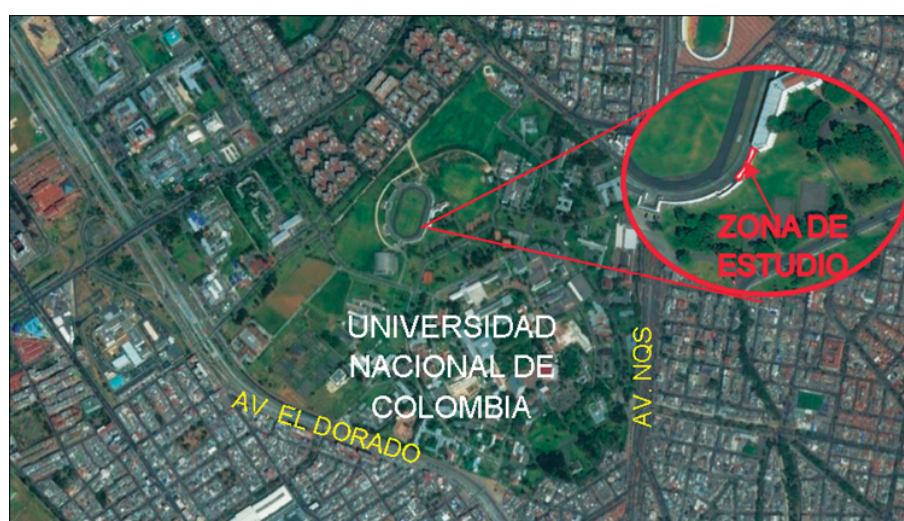 ZONA DE
ESTUDIO
UNIVERSIDAD
NACIONAL DE
COLOMBIA
AV. EL DORADO
AV. NQS